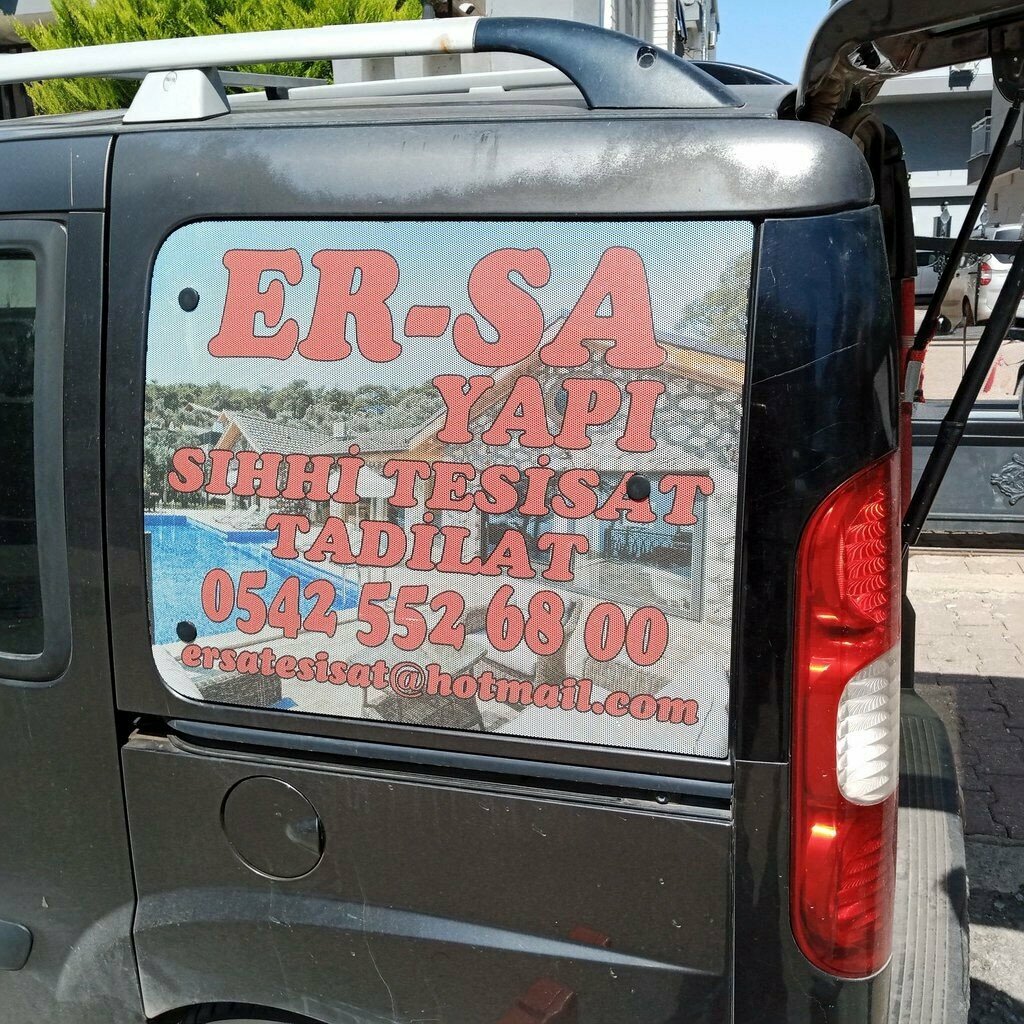 ER-SA
YAPI
SIHHİ TESİSAT
TADİLAT
0542 552 68 00
ersatesisat@hotmail.com